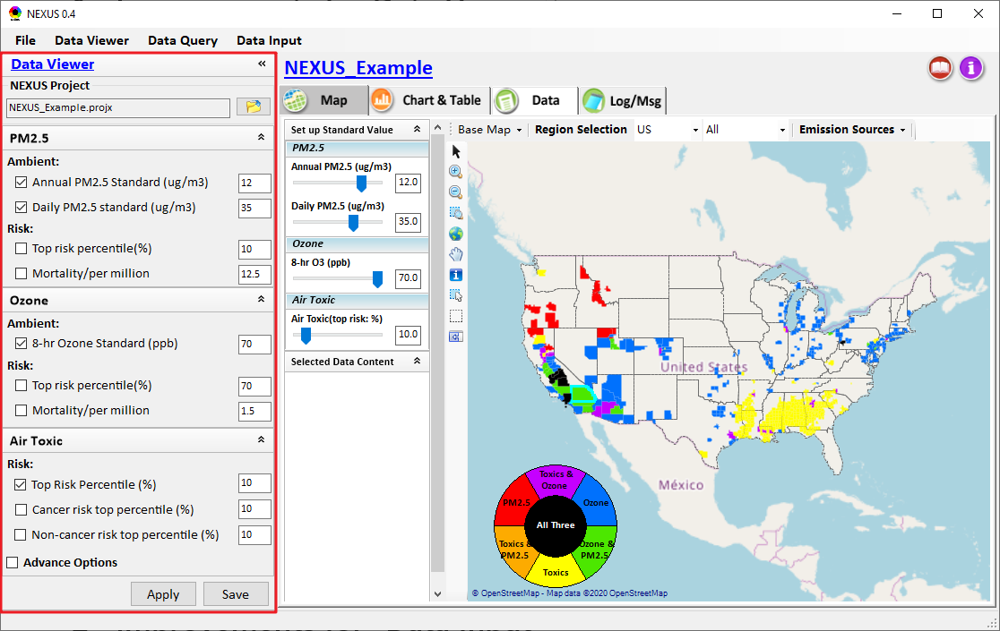 NEXUS 0.4
File Data Viewer Data Query Data Input
Data Viewer «
NEXUS Project
NEXUS_Example.projx
PM2.5
Ambient:
Annual PM2.5 Standard (ug/m3) 12
Daily PM2.5 standard (ug/m3) 35
Risk:
Top risk percentile(%) 10
Mortality/per million 12.5
Ozone
Ambient:
8-hr Ozone Standard (ppb) 70
Risk:
Top risk percentile(%) 70
Mortality/per million 1.5
Air Toxic
Risk:
Top Risk Percentile (%) 10
Cancer risk top percentile (%) 10
Non-cancer risk top percentile (%) 10
Advance Options
Apply Save
NEXUS_Example
Map Chart & Table Data Log/Msg
Set up Standard Value
PM2.5
Annual PM2.5 (ug/m3)
12.0
Daily PM2.5 (ug/m3)
35.0
Ozone
8-hr O3 (ppb)
70.0
Air Toxic
Air Toxic(top risk: %)
10.0
Selected Data Content
Base Map Region Selection US All Emission Sources
United States
México
Toxics &
Ozone
PM2.5
Ozone
All Three
Toxics &
PM2.5
Ozone &
PM2.5
Toxics
© OpenStreetMap - Map data ©2020 OpenStreetMap